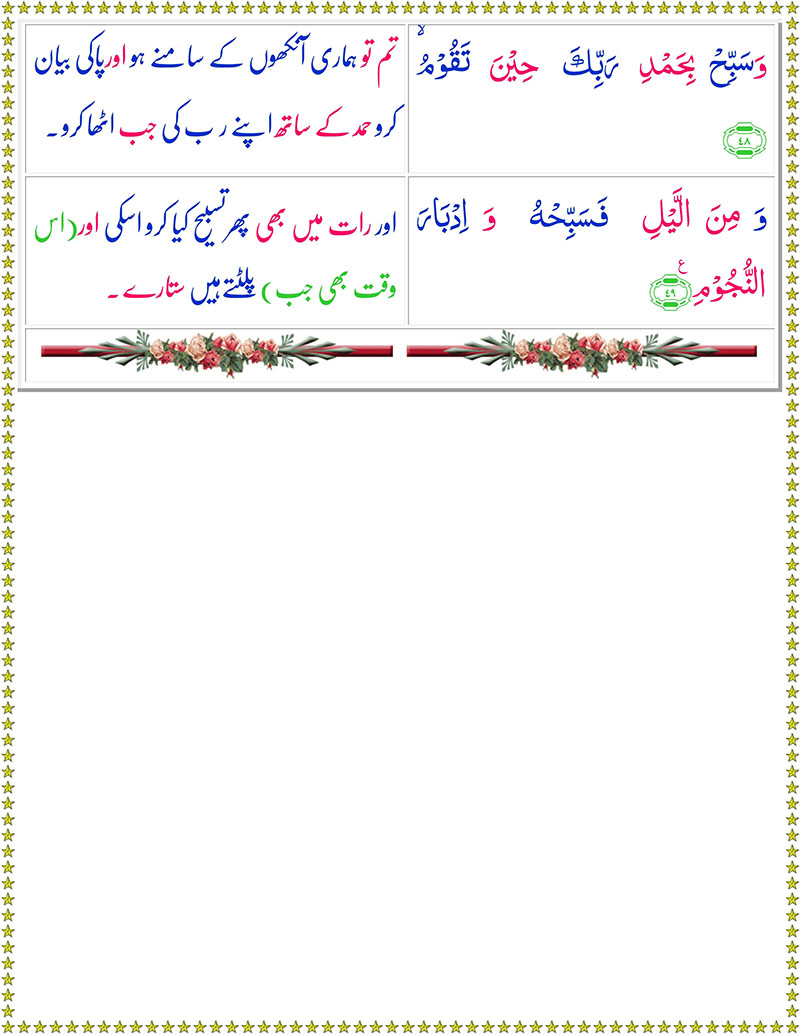 وَسَبِّحْ بِحَمْدِ رَبِّكَ حِيْنَ تَقُوْمُ ۙ
﴿٤٨﴾
تم تو ہماری آنکھوں کے سامنے ہو اور پاکی بیان
کرو حمد کے ساتھ اپنے رب کی جب اٹھا کرو۔
وَ مِنَ الَّيْلِ فَسَبِّحْهُ وَ اِدْبَارَ
النُّجُوْمِ ﴿٤٩﴾ ع
اور رات میں بھی پھر تسبیح کیا کرو اسکی اور (اس
وقت بھی جب) پلٹتے ہیں ستارے۔